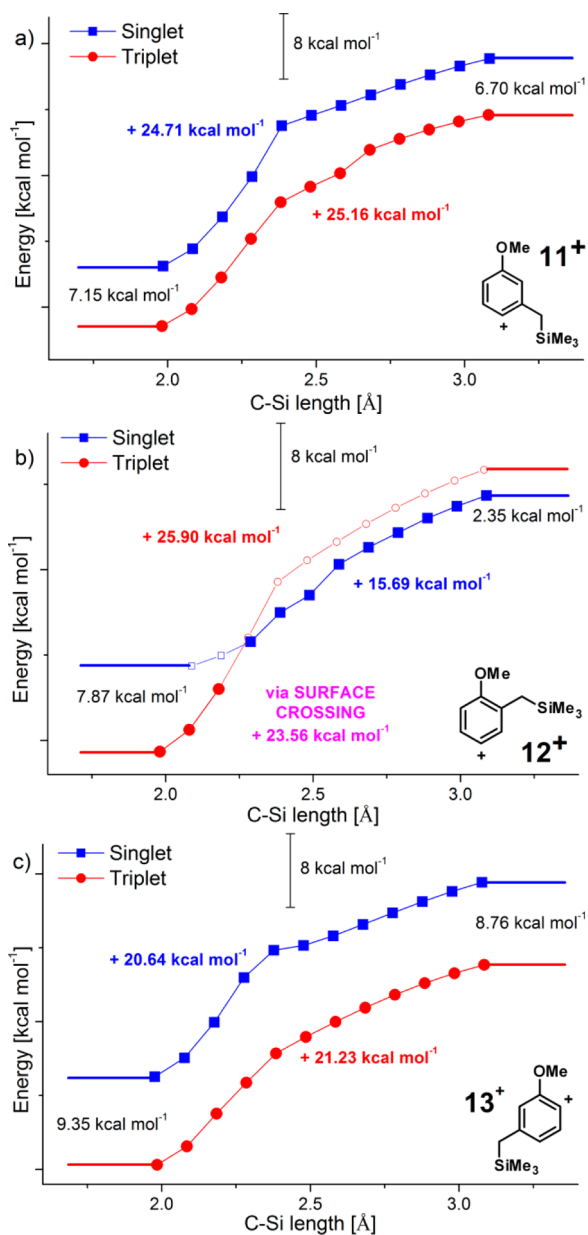 a)
Singlet
Triplet
8 kcal mol⁻¹
6.70 kcal mol⁻¹
+ 24.71 kcal mol⁻¹
+ 25.16 kcal mol⁻¹
7.15 kcal mol⁻¹
OMe
11⁺
+
SiMe₃
Energy [kcal mol⁻¹]
2.0 2.5 3.0
C-Si length [Å]
b)
Singlet
Triplet
8 kcal mol⁻¹
+ 25.90 kcal mol⁻¹
2.35 kcal mol⁻¹
+ 15.69 kcal mol⁻¹
7.87 kcal mol⁻¹
via SURFACE
CROSSING
+ 23.56 kcal mol⁻¹
OMe
SiMe₃
+
12⁺
Energy [kcal mol⁻¹]
2.0 2.5 3.0
C-Si length [Å]
c)
Singlet
Triplet
8 kcal mol⁻¹
8.76 kcal mol⁻¹
+ 20.64 kcal mol⁻¹
+ 21.23 kcal mol⁻¹
9.35 kcal mol⁻¹
OMe
13⁺
+
SiMe₃
Energy [kcal mol⁻¹]
2.0 2.5 3.0
C-Si length [Å]